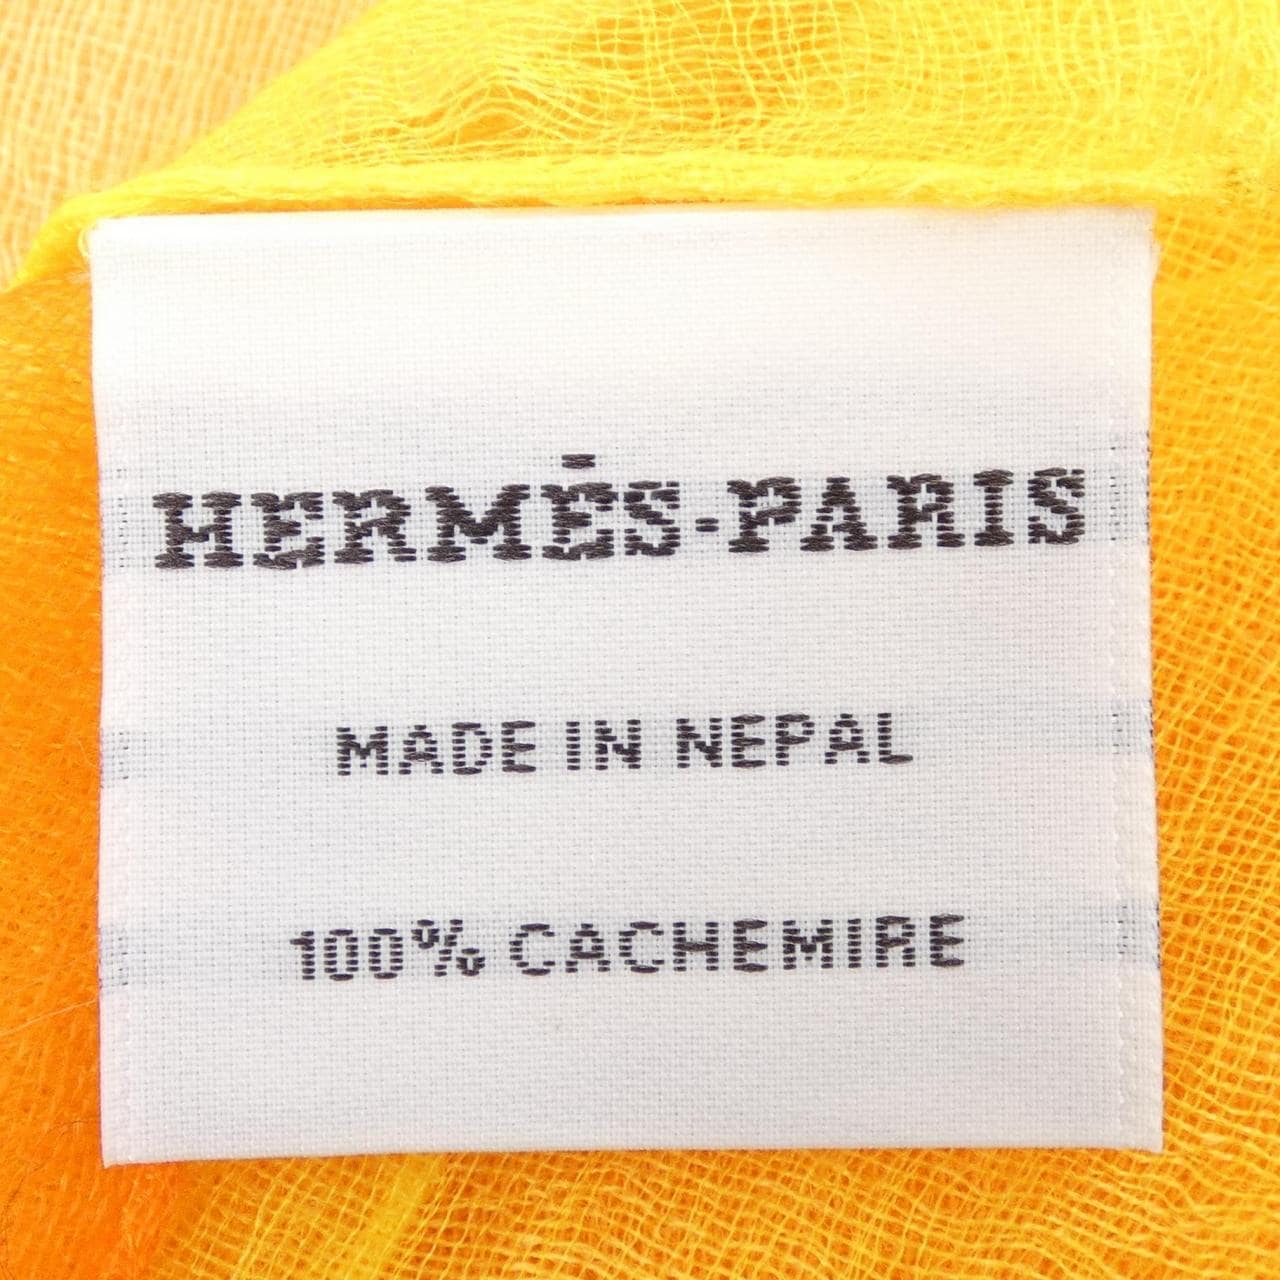 HERMÈS-PARIS
MADE IN NEPAL
100% CACHEMIRE